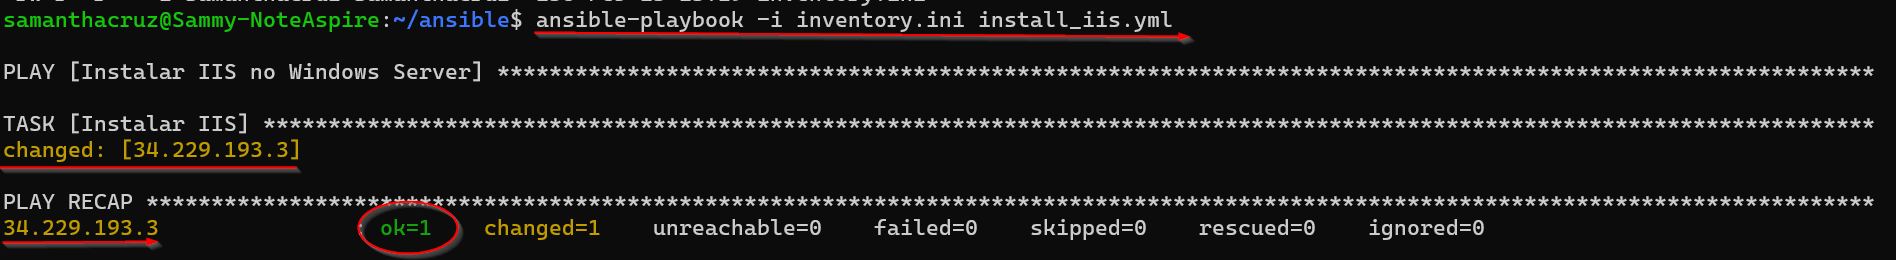 samanthacruz@Sammy-NoteAspire:~/ansible$ ansible-playbook -i inventory.ini install_iis.yml
PLAY [Instalar IIS no Windows Server] **********************************************************************************************************
TASK [Instalar IIS] ****************************************************************************************************************************
changed: [34.229.193.3]
PLAY RECAP *************************************************************************************************************************************
34.229.193.3 : ok=1 changed=1 unreachable=0 failed=0 skipped=0 rescued=0 ignored=0